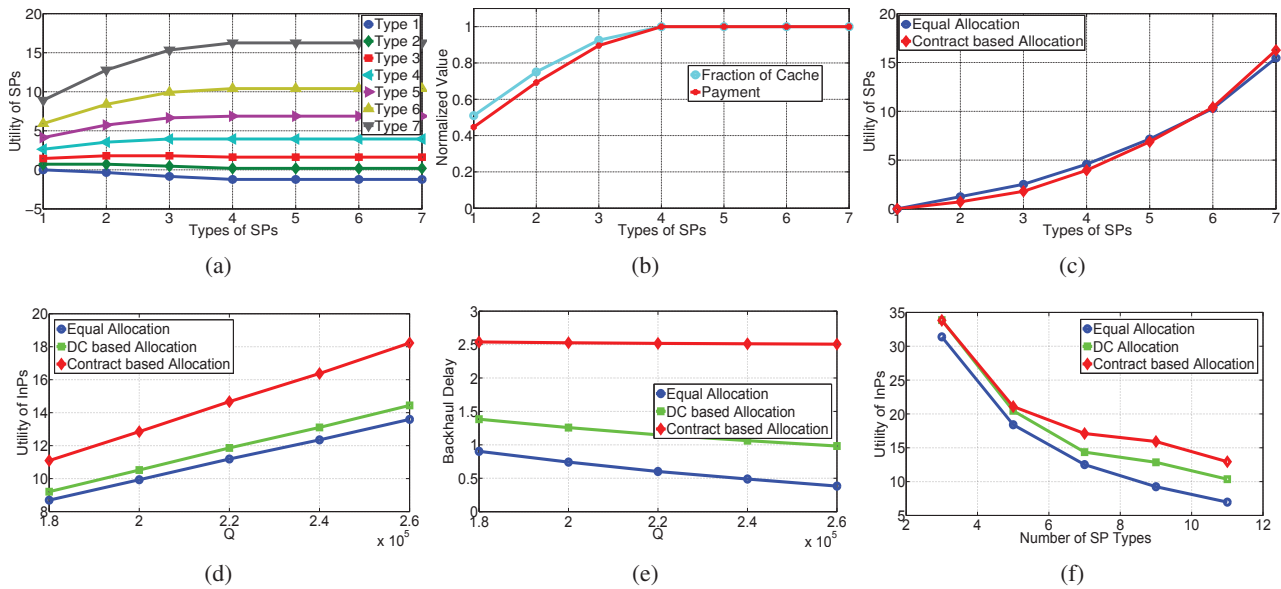 20
15
10
5
0
−5
1 2 3 4 5 6 7
Utility of SPs
Types of SPs
Type 1
Type 2
Type 3
Type 4
Type 5
Type 6
Type 7
(a)
1
0.8
0.6
0.4
0.2
0
1 2 3 4 5 6 7
Normalized Value
Types of SPs
Fraction of Cache
Payment
(b)
20
15
10
5
0
1 2 3 4 5 6 7
Utility of SPs
Types of SPs
Equal Allocation
Contract based Allocation
(c)
20
18
16
14
12
10
8
1.8 2 2.2 2.4 2.6
x 10⁵
Utility of InPs
Q
Equal Allocation
DC based Allocation
Contract based Allocation
(d)
3
2.5
2
1.5
1
0.5
0
1.8 2 2.2 2.4 2.6
x 10⁵
Backhaul Delay
Q
Equal Allocation
DC based Allocation
Contract based Allocation
(e)
35
30
25
20
15
10
5
2 4 6 8 10 12
Utility of InPs
Number of SP Types
Equal Allocation
DC Allocation
Contract based Allocation
(f)